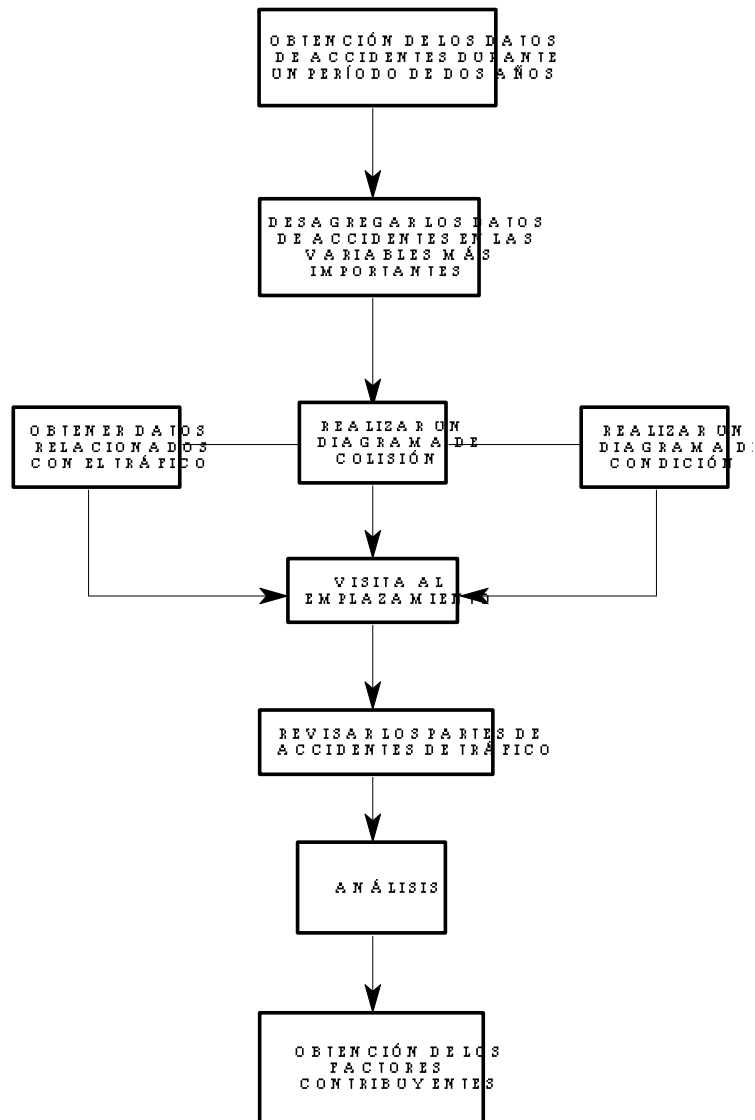 OBTENCIÓN DE LOS DATOS
DE ACCIDENTES DURANTE
UN PERÍODO DE DOS AÑOS
DESAGREGAR LOS DATOS
DE ACCIDENTES EN LAS
VARIABLES MÁS
IMPORTANTES
OBTENER DATOS
RELACIONADOS
CON EL TRÁFICO
REALIZAR UN
DIAGRAMA DE
COLISIÓN
REALIZAR UN
DIAGRAMA DE
CONDICIÓN
VISITA AL
EMPLAZAMIENTO
REVISAR LOS PARTES DE
ACCIDENTES DE TRÁFICO
ANÁLISIS
OBTENCIÓN DE LOS
FACTORES
CONTRIBUYENTES